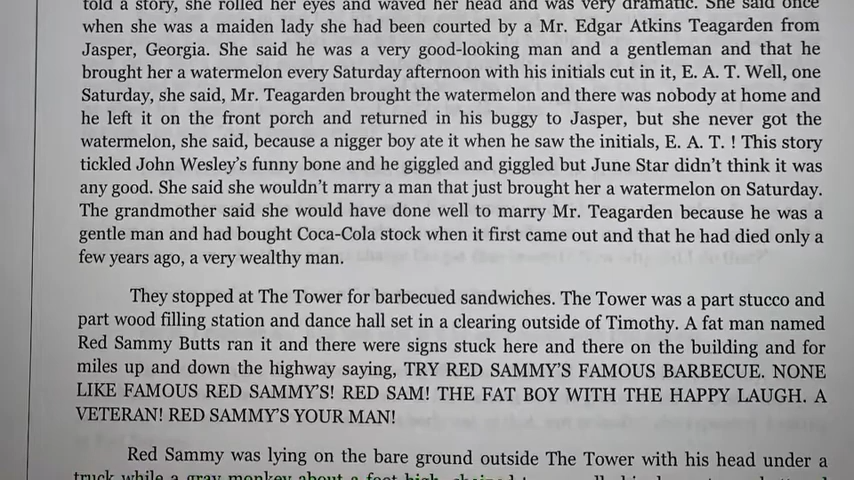 told a story, she rolled her eyes and waved her head and was very dramatic. She said once
when she was a maiden lady she had been courted by a Mr. Edgar Atkins Teagarden from
Jasper, Georgia. She said he was a very good-looking man and a gentleman and that he
brought her a watermelon every Saturday afternoon with his initials cut in it, E. A. T. Well, one
Saturday, she said, Mr. Teagarden brought the watermelon and there was nobody at home and
he left it on the front porch and returned in his buggy to Jasper, but she never got the
watermelon, she said, because a nigger boy ate it when he saw the initials, E. A. T. ! This story
tickled John Wesley's funny bone and he giggled and giggled but June Star didn't think it was
any good. She said she wouldn't marry a man that just brought her a watermelon on Saturday.
The grandmother said she would have done well to marry Mr. Teagarden because he was a
gentle man and had bought Coca-Cola stock when it first came out and that he had died only a
few years ago, a very wealthy man.
They stopped at The Tower for barbecued sandwiches. The Tower was a part stucco and
part wood filling station and dance hall set in a clearing outside of Timothy. A fat man named
Red Sammy Butts ran it and there were signs stuck here and there on the building and for
miles up and down the highway saying, TRY RED SAMMY'S FAMOUS BARBECUE. NONE
LIKE FAMOUS RED SAMMY'S! RED SAM! THE FAT BOY WITH THE HAPPY LAUGH. A
VETERAN! RED SAMMY'S YOUR MAN!
Red Sammy was lying on the bare ground outside The Tower with his head under a
truck while a gray monkey about a foot high, chained to a